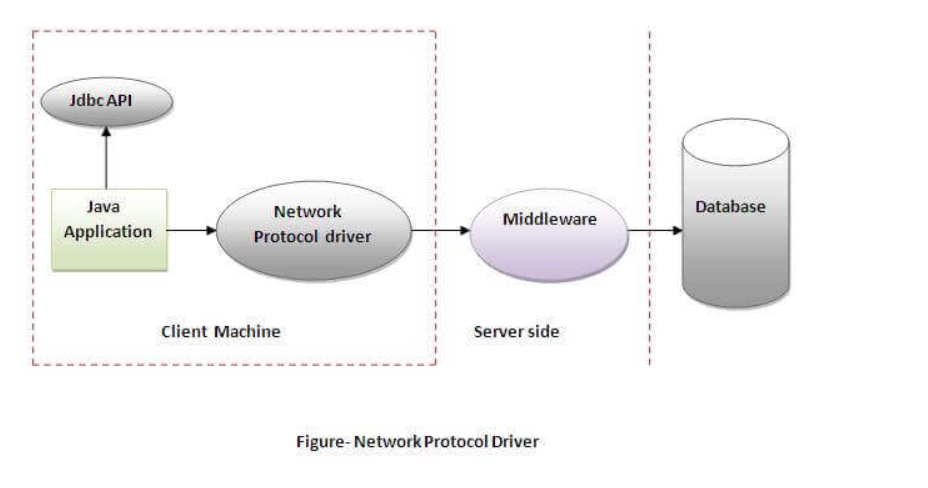 Jdbc API
Java
Application
Network
Protocol driver
Middleware
Database
Client Machine
Server side
Figure- Network Protocol Driver